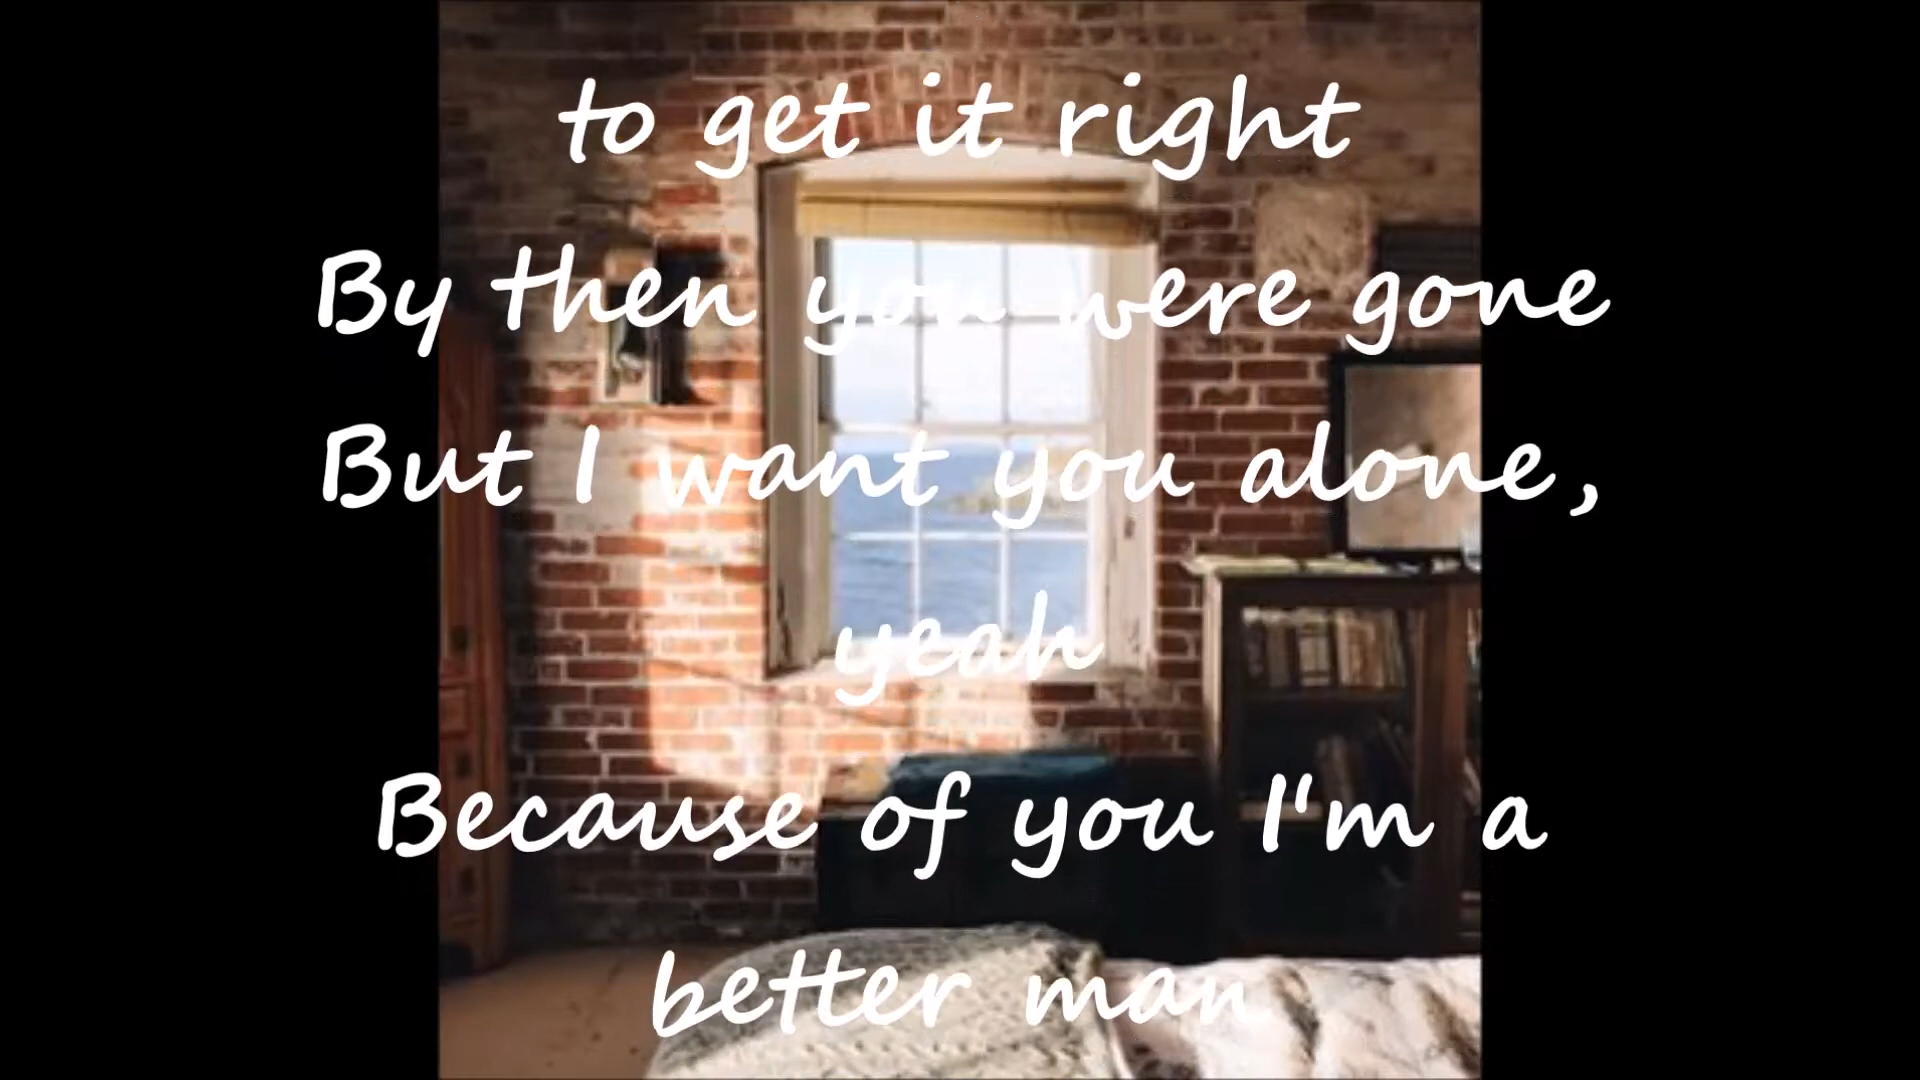 to get it right
By then you were gone
But I want you alone,
yeah
Because of you I'm a
better man